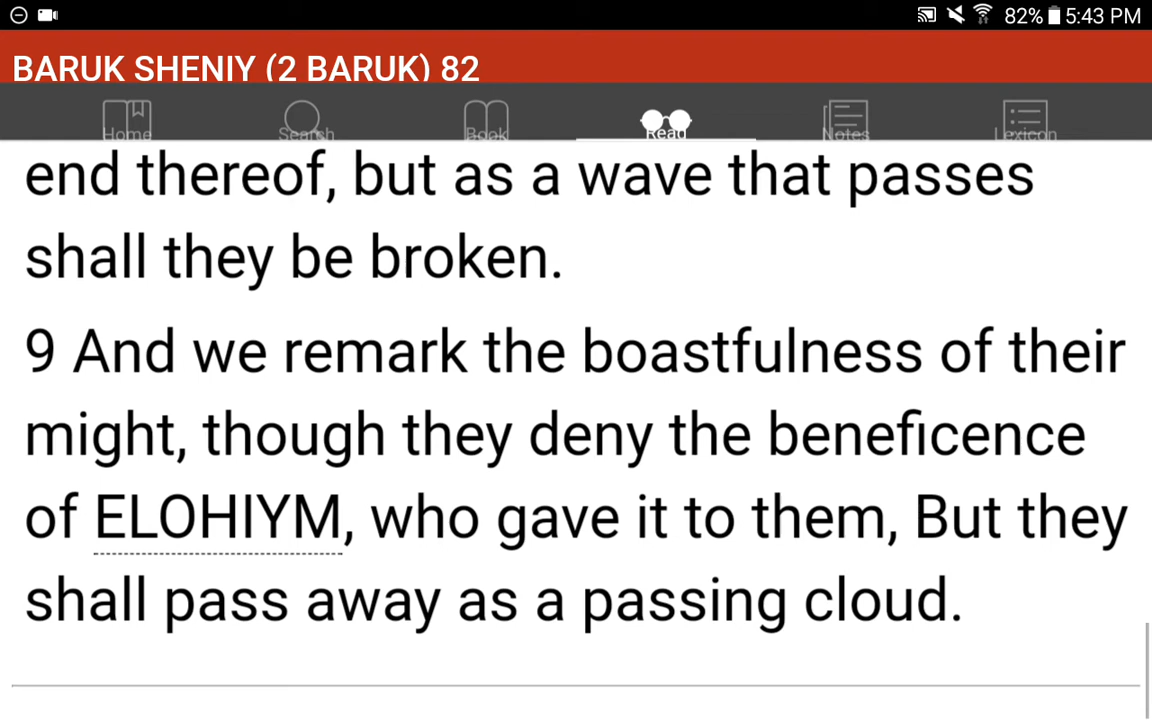 82% 5:43 PM
BARUK SHENIY (2 BARUK) 82
Home Search Book Read Notes Lexicon
end thereof, but as a wave that passes
shall they be broken.
9 And we remark the boastfulness of their
might, though they deny the beneficence
of ELOHIYM, who gave it to them, But they
shall pass away as a passing cloud.